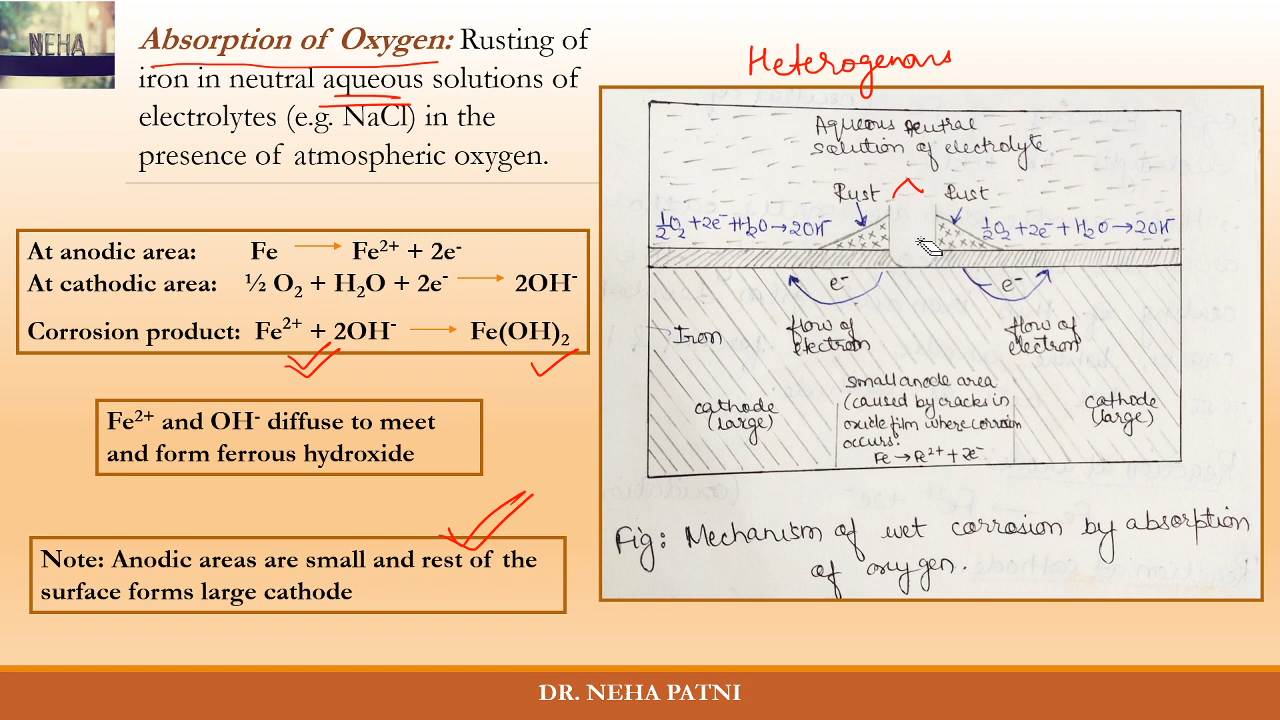 NEHA
Absorption of Oxygen: Rusting of
iron in neutral aqueous solutions of
electrolytes (e.g. NaCl) in the
presence of atmospheric oxygen.
At anodic area: Fe → Fe²⁺ + 2e⁻
At cathodic area: ½ O₂ + H₂O + 2e⁻ → 2OH⁻
Corrosion product: Fe²⁺ + 2OH⁻ → Fe(OH)₂
Fe²⁺ and OH⁻ diffuse to meet
and form ferrous hydroxide
Note: Anodic areas are small and rest of the
surface forms large cathode
Heterogenous
Aqueous neutral
solution of electrolyte
Rust Rust
½O₂+2e⁻+H₂O→2OH⁻ ½O₂+2e⁻+H₂O→2OH⁻
e⁻ e⁻
Iron
flow of
electron
flow of
electron
cathode
(large)
small anode area
(caused by cracks in
oxide film where corrosion
occurs.
Fe→Fe²⁺+2e⁻
cathode
(large)
Fig: Mechanism of wet corrosion by absorption
of oxygen.
DR. NEHA PATNI